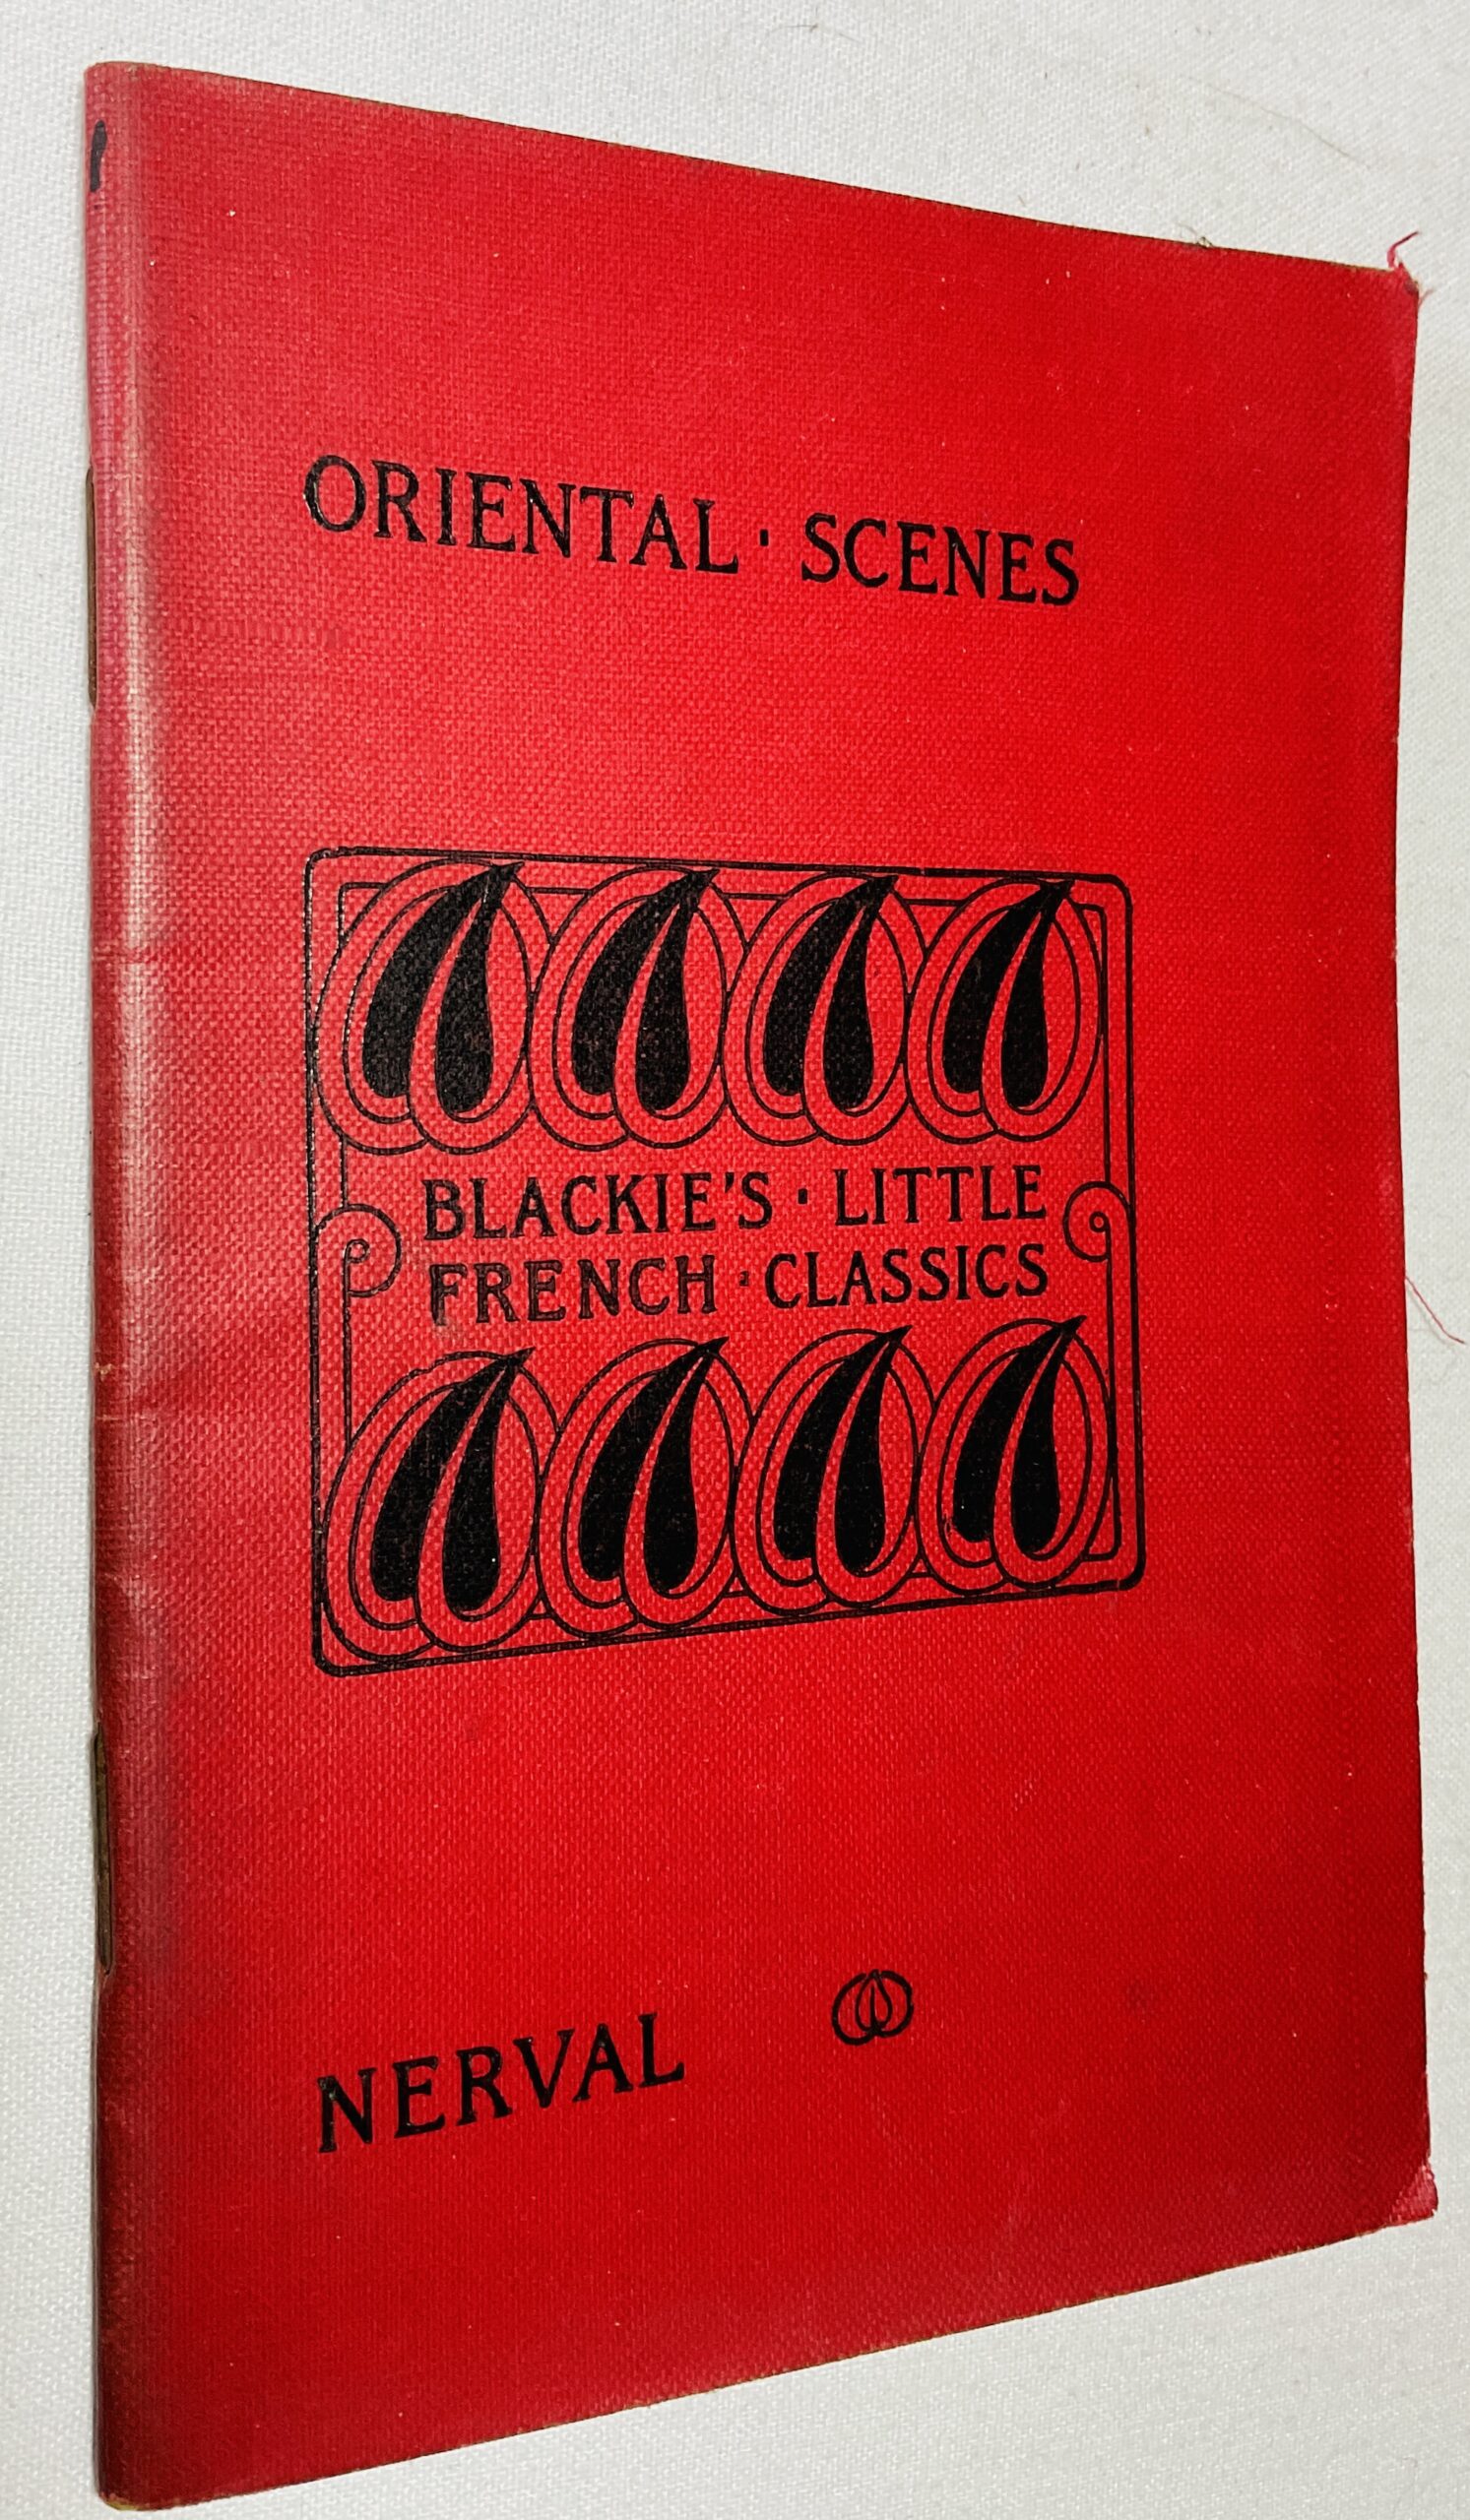 ORIENTAL · SCENES
BLACKIE'S · LITTLE
FRENCH · CLASSICS
NERVAL